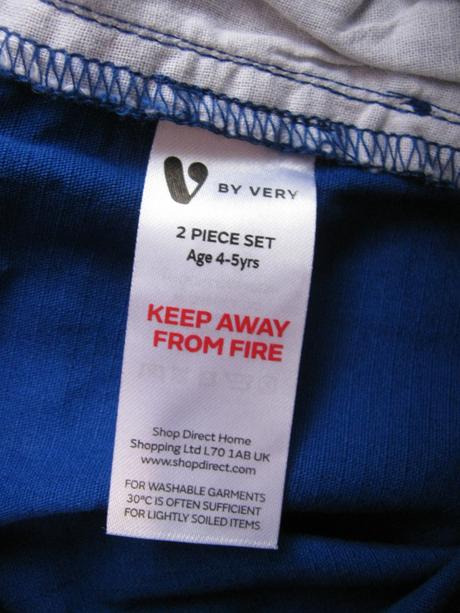 V BY VERY
2 PIECE SET
Age 4-5yrs
KEEP AWAY
FROM FIRE
Shop Direct Home
Shopping Ltd L70 1AB UK
www.shopdirect.com
FOR WASHABLE GARMENTS
30°C IS OFTEN SUFFICIENT
FOR LIGHTLY SOILED ITEMS